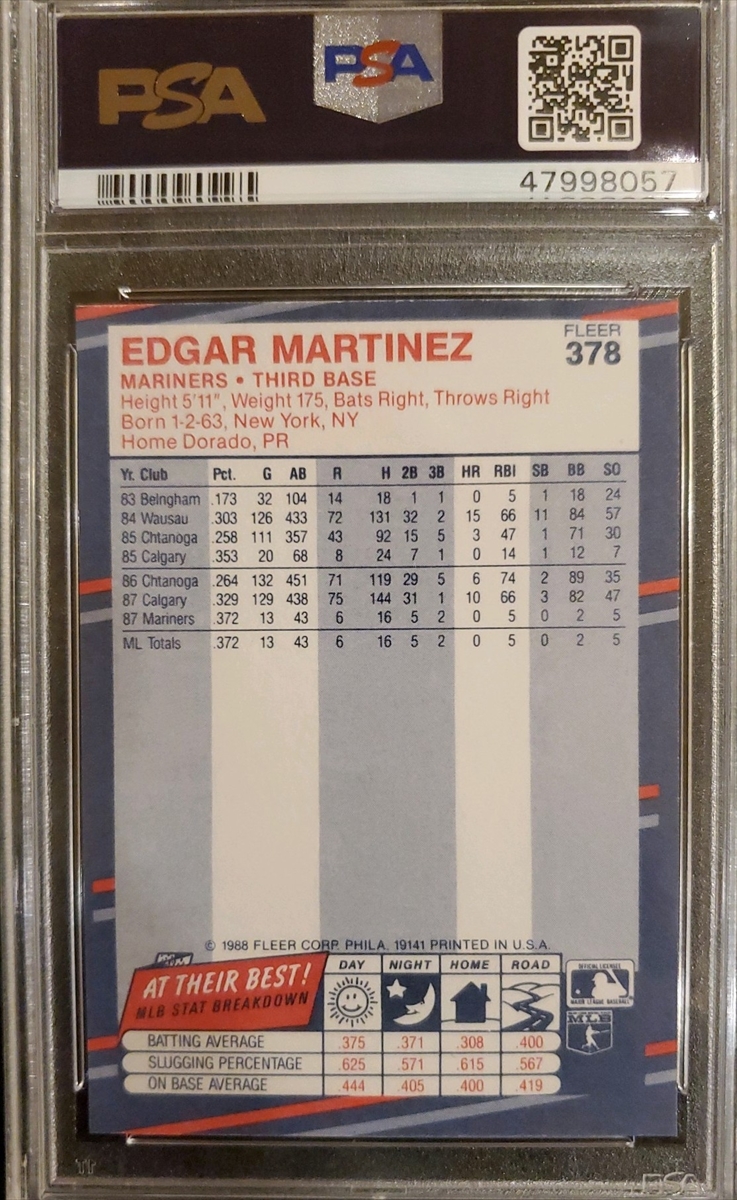 PSA
PSA
47998057
EDGAR MARTINEZ
FLEER
378
MARINERS • THIRD BASE
Height 5'11", Weight 175, Bats Right, Throws Right
Born 1-2-63, New York, NY
Home Dorado, PR
Yr. Club Pct. G AB R H 2B 3B HR RBI SB BB SO
83 Belngham .173 32 104 14 18 1 1 0 5 1 18 24
84 Wausau .303 126 433 72 131 32 2 15 66 11 84 57
85 Chtanoga .258 111 357 43 92 15 5 3 47 1 71 30
85 Calgary .353 20 68 8 24 7 1 0 14 1 12 7
86 Chtanoga .264 132 451 71 119 29 5 6 74 2 89 35
87 Calgary .329 129 438 75 144 31 1 10 66 3 82 47
87 Mariners .372 13 43 6 16 5 2 0 5 0 2 5
ML Totals .372 13 43 6 16 5 2 0 5 0 2 5
© 1988 FLEER CORP. PHILA. 19141 PRINTED IN U.S.A.
AT THEIR BEST!
MLB STAT BREAKDOWN
DAY NIGHT HOME ROAD
OFFICIAL LICENSEE
MAJOR LEAGUE BASEBALL
MLB
BATTING AVERAGE .375 .371 .308 .400
SLUGGING PERCENTAGE .625 .571 .615 .567
ON BASE AVERAGE .444 .405 .400 .419
PSA